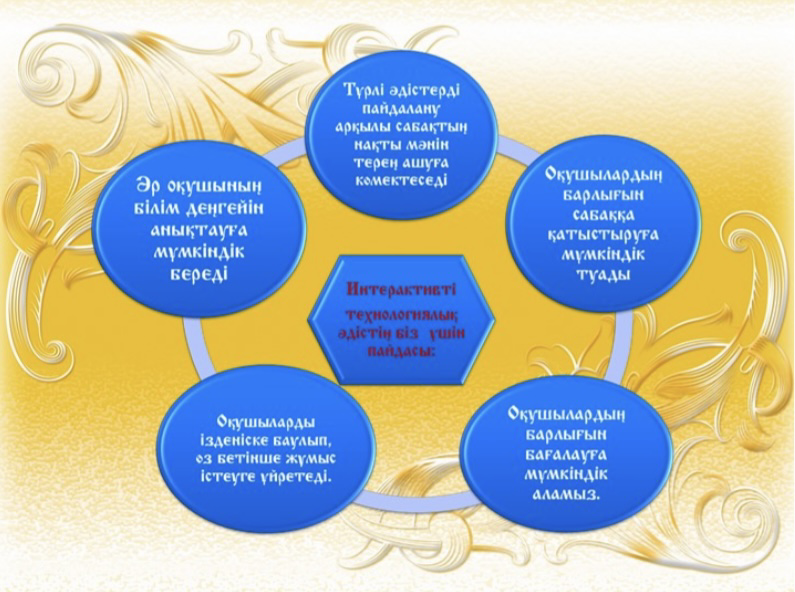 Түрлі әдістерді
пайдалану
арқылы сабақтың
нақты мәнін
терең ашуға
комектеседі
Оқушылардың
барлығын
сабаққа
қатыстыруға
мүмкіндік
туады
Оқушылардың
барлығын
бағалауға
мүмкіндік
аламыз.
Оқушыларды
ізденіске баулып,
оз бетінше жұмыс
істеуге үйретеді.
Әр оқушының
білім деңгейін
анықтауға
мүмкіндік
береді
Интерактивті
технологиялық
әдістің біз үшін
пайдасы: